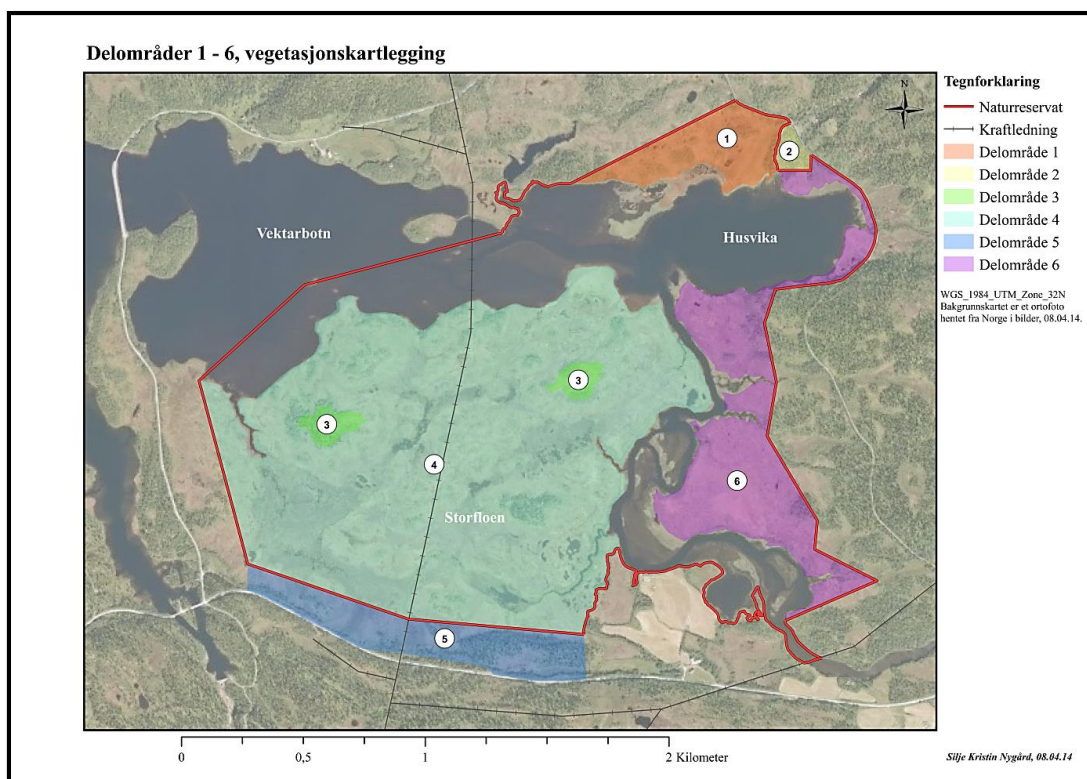 Delområder 1 - 6, vegetasjonskartlegging
N
1
2
Vektarbotn
Husvika
3
3
4
6
Storfloen
5
Tegnforklaring
Naturreservat
Kraftledning
Delområde 1
Delområde 2
Delområde 3
Delområde 4
Delområde 5
Delområde 6
WGS_1984_UTM_Zone_32N
Bakgrunnskartet er et ortofoto
hentet fra Norge i bilder, 08.04.14.
0 0,5 1 2 Kilometer
Silje Kristin Nygård, 08.04.14